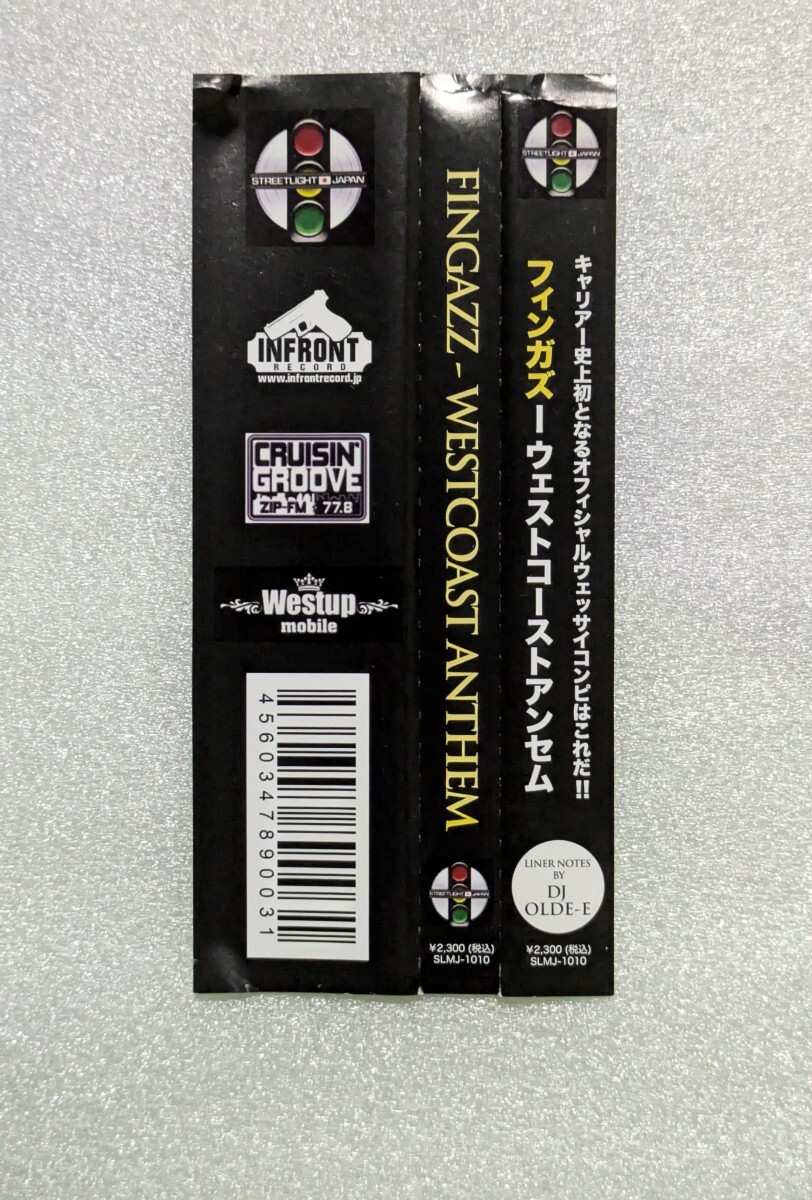 STREETLIGHT JAPAN
INFRONT
RECORD
www.infrontrecord.jp
CRUISIN'
GROOVE
ZIP-FM 77.8
Westup
mobile
4560347890031
FINGAZZ - WESTCOAST ANTHEM
STREETLIGHT JAPAN
¥2,300 (税込)
SLMJ-1010
STREETLIGHT JAPAN
キャリアー史上初となるオフィシャルウェッサイコンピはこれだ!!
フィンガズーウェストコーストアンセム
LINER NOTES
BY
DJ
OLDE-E
¥2,300 (税込)
SLMJ-1010